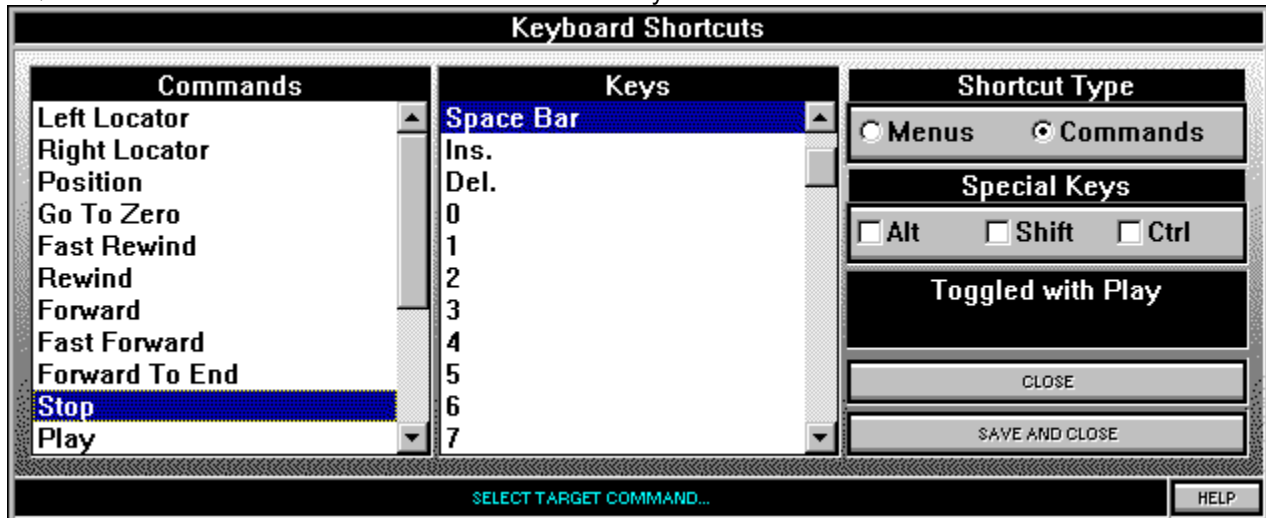 Keyboard Shortcuts
Commands
Left Locator
Right Locator
Position
Go To Zero
Fast Rewind
Rewind
Forward
Fast Forward
Forward To End
Stop
Play
Keys
Space Bar
Ins.
Del.
0
1
2
3
4
5
6
7
Shortcut Type
Menus Commands
Special Keys
Alt Shift Ctrl
Toggled with Play
CLOSE
SAVE AND CLOSE
SELECT TARGET COMMAND...
HELP